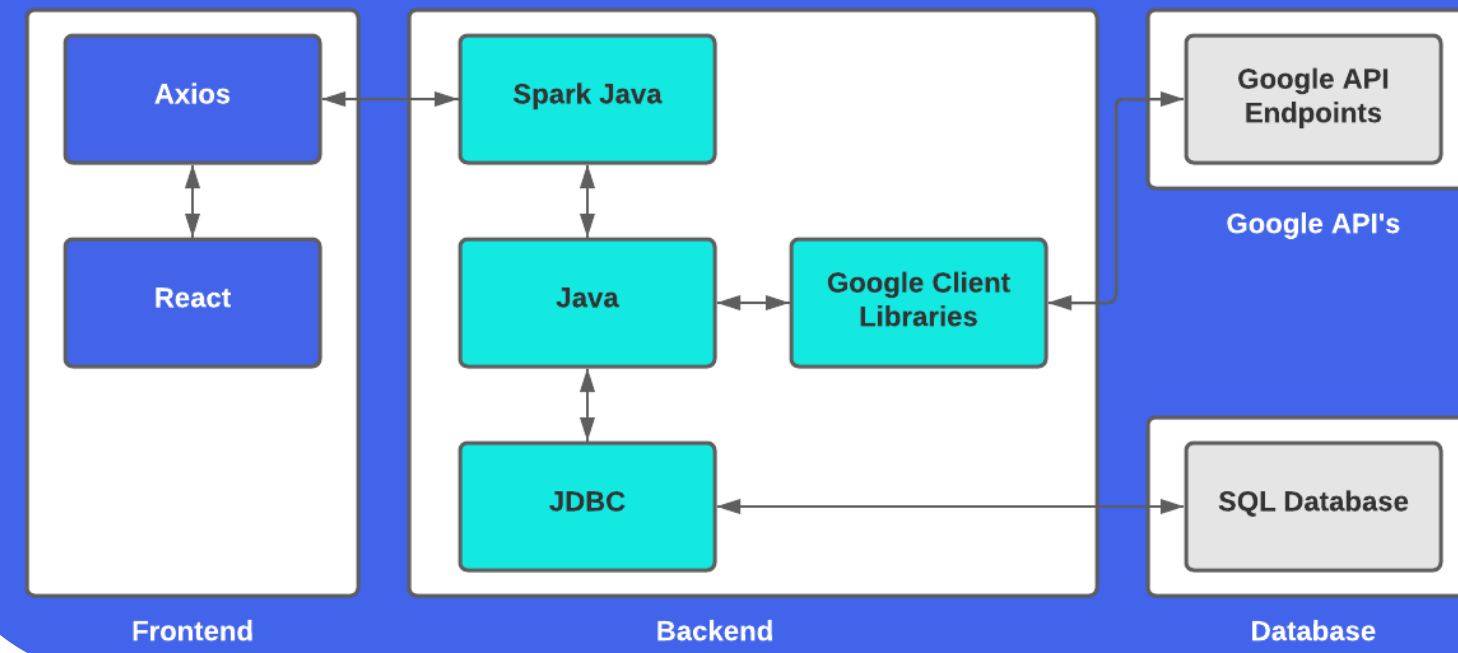 Axios
React
Frontend
Spark Java
Java
Google Client
Libraries
JDBC
Backend
Google API
Endpoints
Google API's
SQL Database
Database